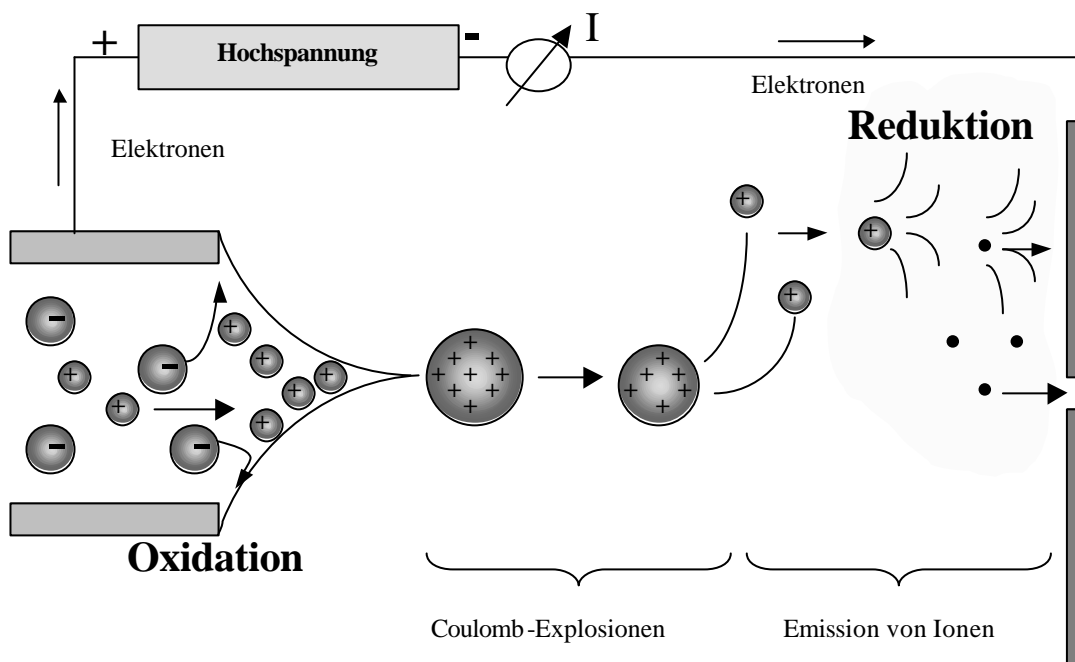 + Hochspannung - I
Elektronen
Elektronen
Reduktion
Oxidation
Coulomb-Explosionen
Emission von Ionen